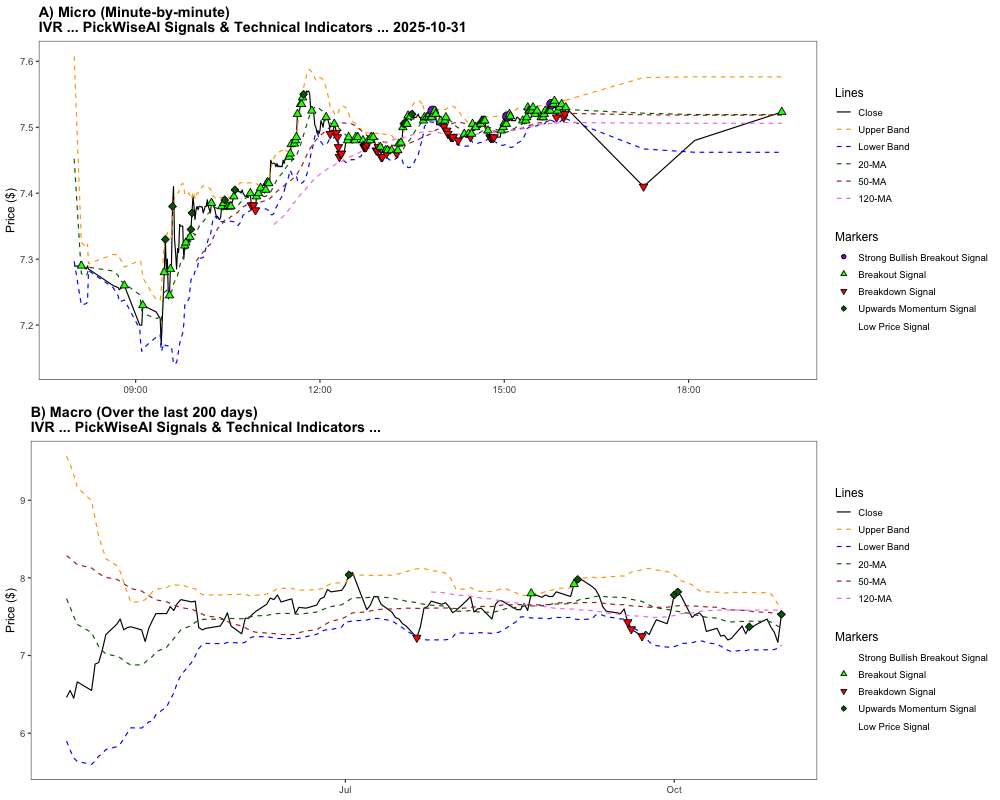 A) Micro (Minute-by-minute)
IVR ... PickWiseAI Signals & Technical Indicators ... 2025-10-31
Price ($)
7.6
7.5
7.4
7.3
7.2
09:00
12:00
15:00
18:00
Lines
Close
Upper Band
Lower Band
20-MA
50-MA
120-MA
Markers
Strong Bullish Breakout Signal
Breakout Signal
Breakdown Signal
Upwards Momentum Signal
Low Price Signal
B) Macro (Over the last 200 days)
IVR ... PickWiseAI Signals & Technical Indicators ...
Price ($)
9
8
7
6
Jul
Oct
Lines
Close
Upper Band
Lower Band
20-MA
50-MA
120-MA
Markers
Strong Bullish Breakout Signal
Breakout Signal
Breakdown Signal
Upwards Momentum Signal
Low Price Signal